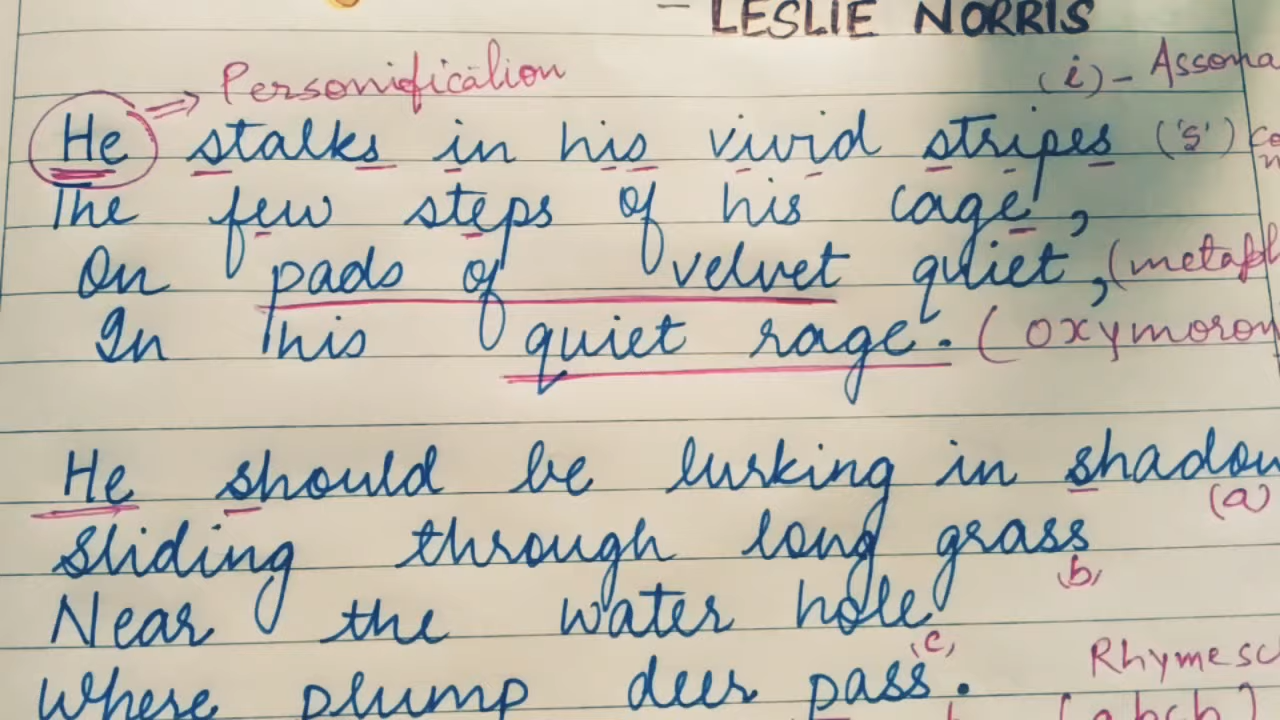 - LESLIE NORRIS
Personification (i) - Assona
He stalks in his vivid stripes ('s')
The few steps of his cage,
On pads of velvet quiet, (metaph
In his quiet rage. (oxymoron
He should be lurking in shadow
(a)
Sliding through long grass
(b)
Near the water hole
(c)
Rhymesc
Where plump deer pass.
b
(abcb)